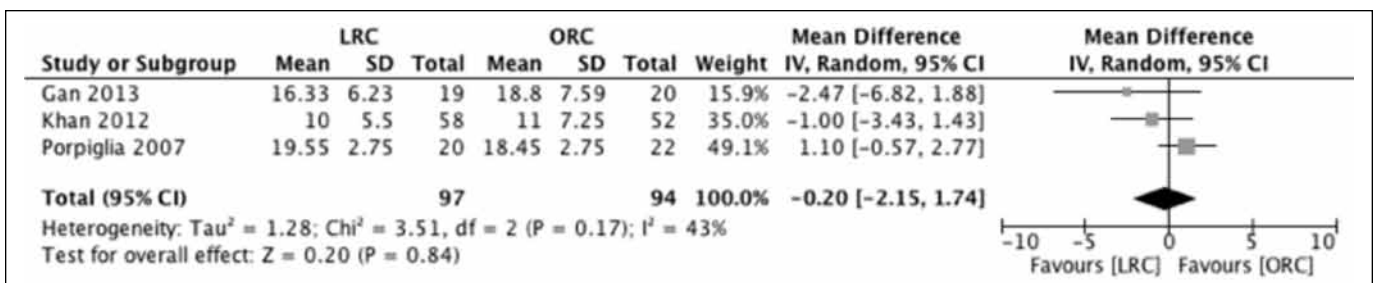 LRC ORC Mean Difference Mean Difference
Study or Subgroup Mean SD Total Mean SD Total Weight IV, Random, 95% CI IV, Random, 95% CI
Gan 2013 16.33 6.23 19 18.8 7.59 20 15.9% -2.47 [-6.82, 1.88]
Khan 2012 10 5.5 58 11 7.25 52 35.0% -1.00 [-3.43, 1.43]
Porpiglia 2007 19.55 2.75 20 18.45 2.75 22 49.1% 1.10 [-0.57, 2.77]
Total (95% CI) 97 94 100.0% -0.20 [-2.15, 1.74]
Heterogeneity: Tau² = 1.28; Chi² = 3.51, df = 2 (P = 0.17); I² = 43%
Test for overall effect: Z = 0.20 (P = 0.84)
-10 -5 0 5 10
Favours [LRC] Favours [ORC]